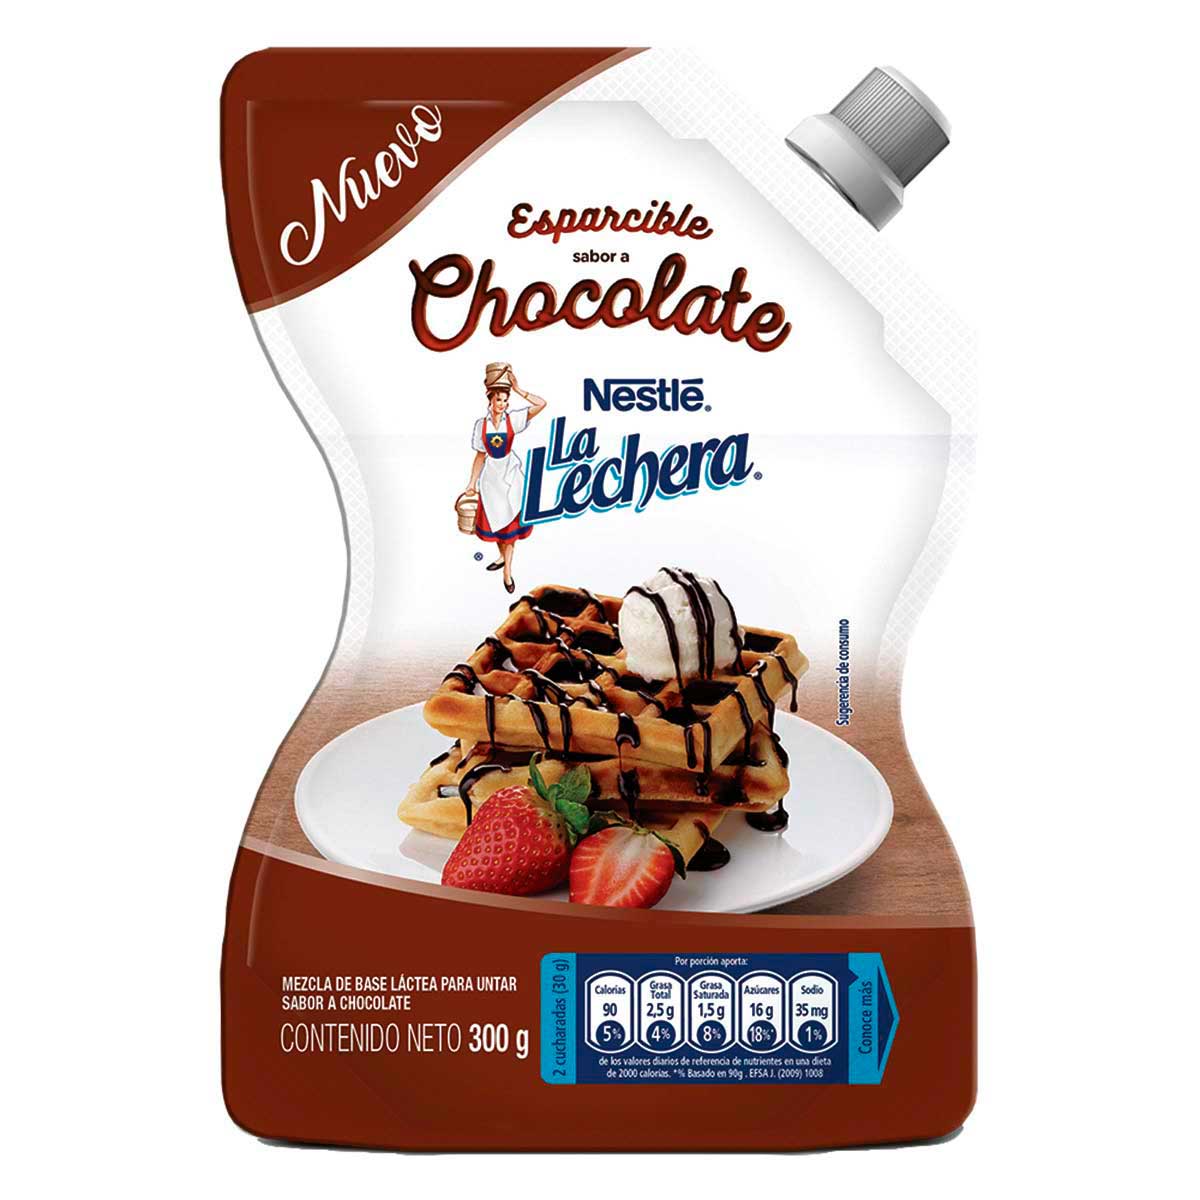 Nuevo
Esparcible
sabor a
Chocolate
Nestlé®
La
Lechera®
®
Sugerencia de consumo
MEZCLA DE BASE LÁCTEA PARA UNTAR
SABOR A CHOCOLATE
CONTENIDO NETO 300 g
2 cucharadas (30 g)
Por porción aporta:
Calorías
90
5%
Grasa
Total
2,5 g
4%
Grasa
Saturada
1,5 g
8%
Azúcares
16 g
18%*
Sodio
35 mg
1%
de los valores diarios de referencia de nutrientes en una dieta
de 2000 calorías. *% Basado en 90g . EFSA J. (2009) 1008
Conoce más